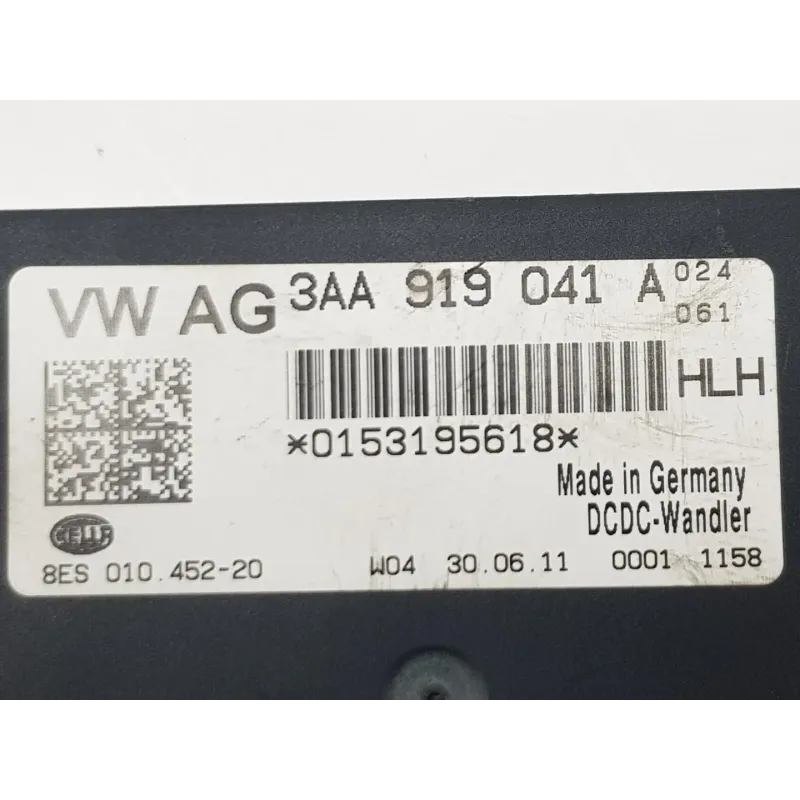 VW AG 3AA 919 041 A 024
061
HLH
*0153195618*
Made in Germany
DCDC-Wandler
HELLA
8ES 010.452-20 W04 30.06.11 0001 1158